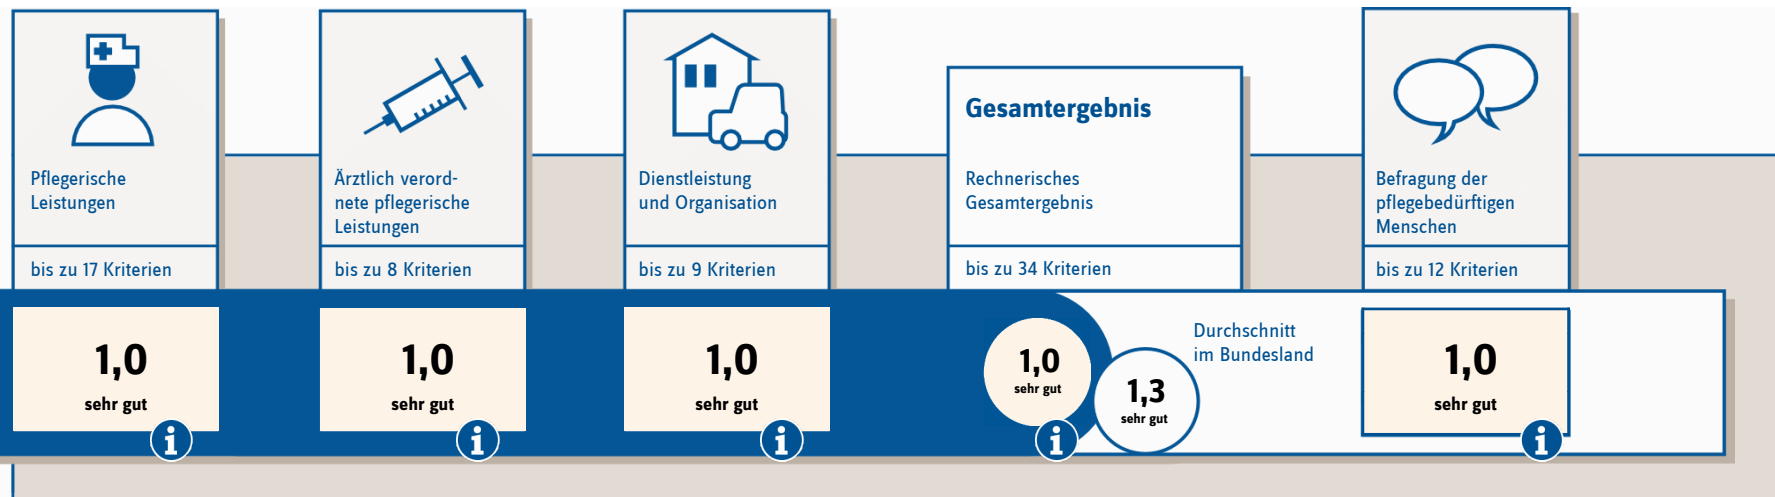 Pflegerische
Leistungen
bis zu 17 Kriterien
1,0
sehr gut
i
Ärztlich verord-
nete pflegerische
Leistungen
bis zu 8 Kriterien
1,0
sehr gut
i
Dienstleistung
und Organisation
bis zu 9 Kriterien
1,0
sehr gut
i
Gesamtergebnis
Rechnerisches
Gesamtergebnis
bis zu 34 Kriterien
1,0
sehr gut
i
1,3
sehr gut
Durchschnitt
im Bundesland
Befragung der
pflegebedürftigen
Menschen
bis zu 12 Kriterien
1,0
sehr gut
i